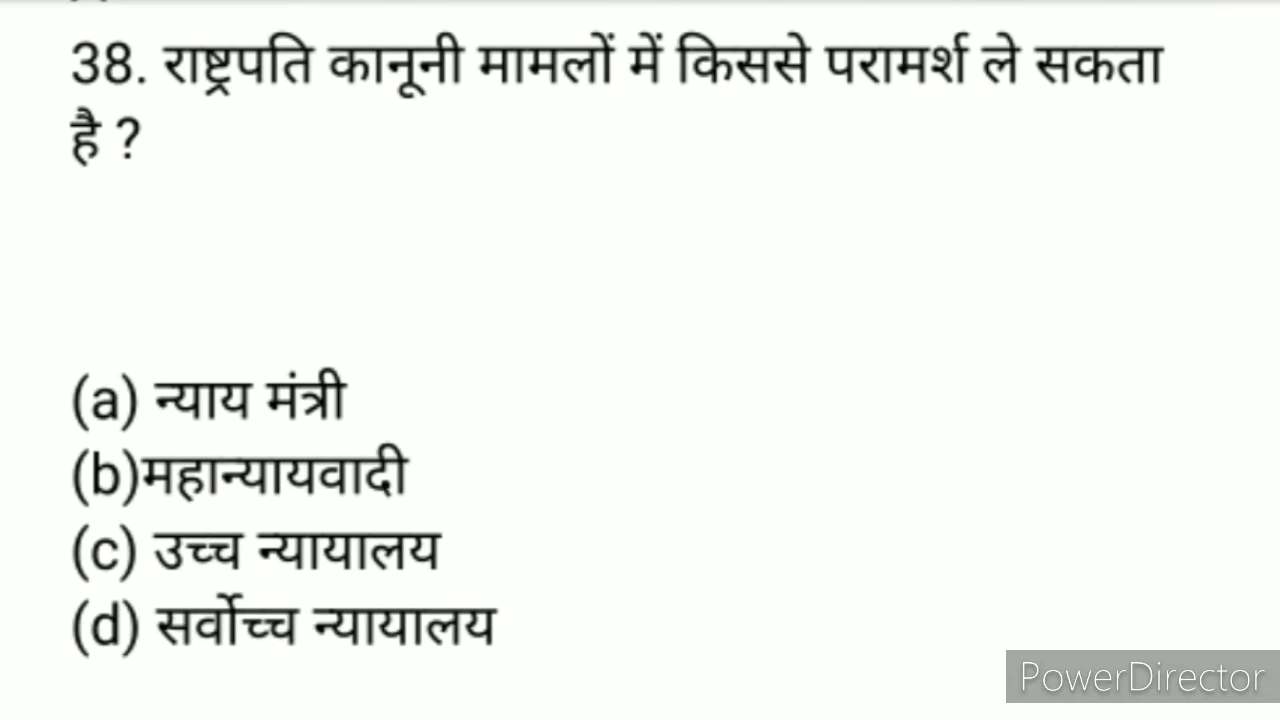 38. राष्ट्रपति कानूनी मामलों में किससे परामर्श ले सकता
है ?
(a) न्याय मंत्री
(b)महान्यायवादी
(c) उच्च न्यायालय
(d) सर्वोच्च न्यायालय
PowerDirector